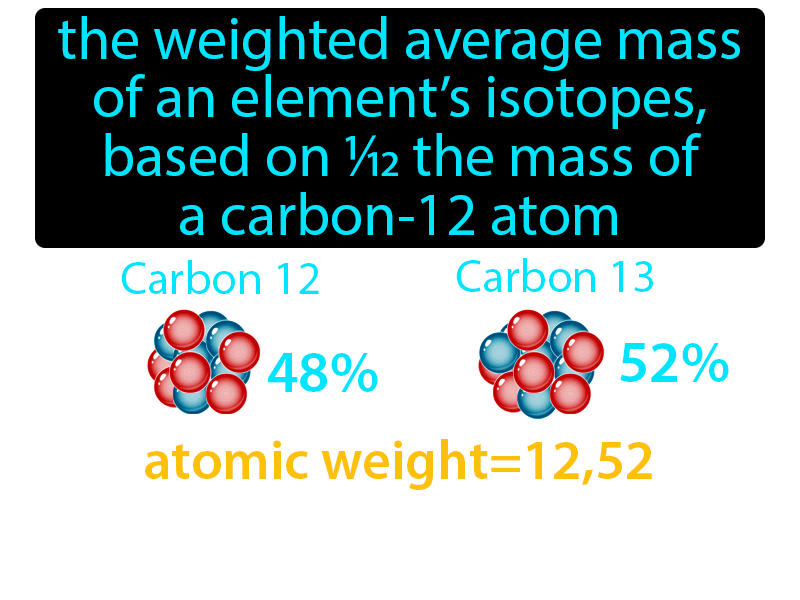 the weighted average mass
of an element’s isotopes,
based on ⅟12 the mass of
a carbon-12 atom
Carbon 12
Carbon 13
48%
52%
atomic weight=12,52